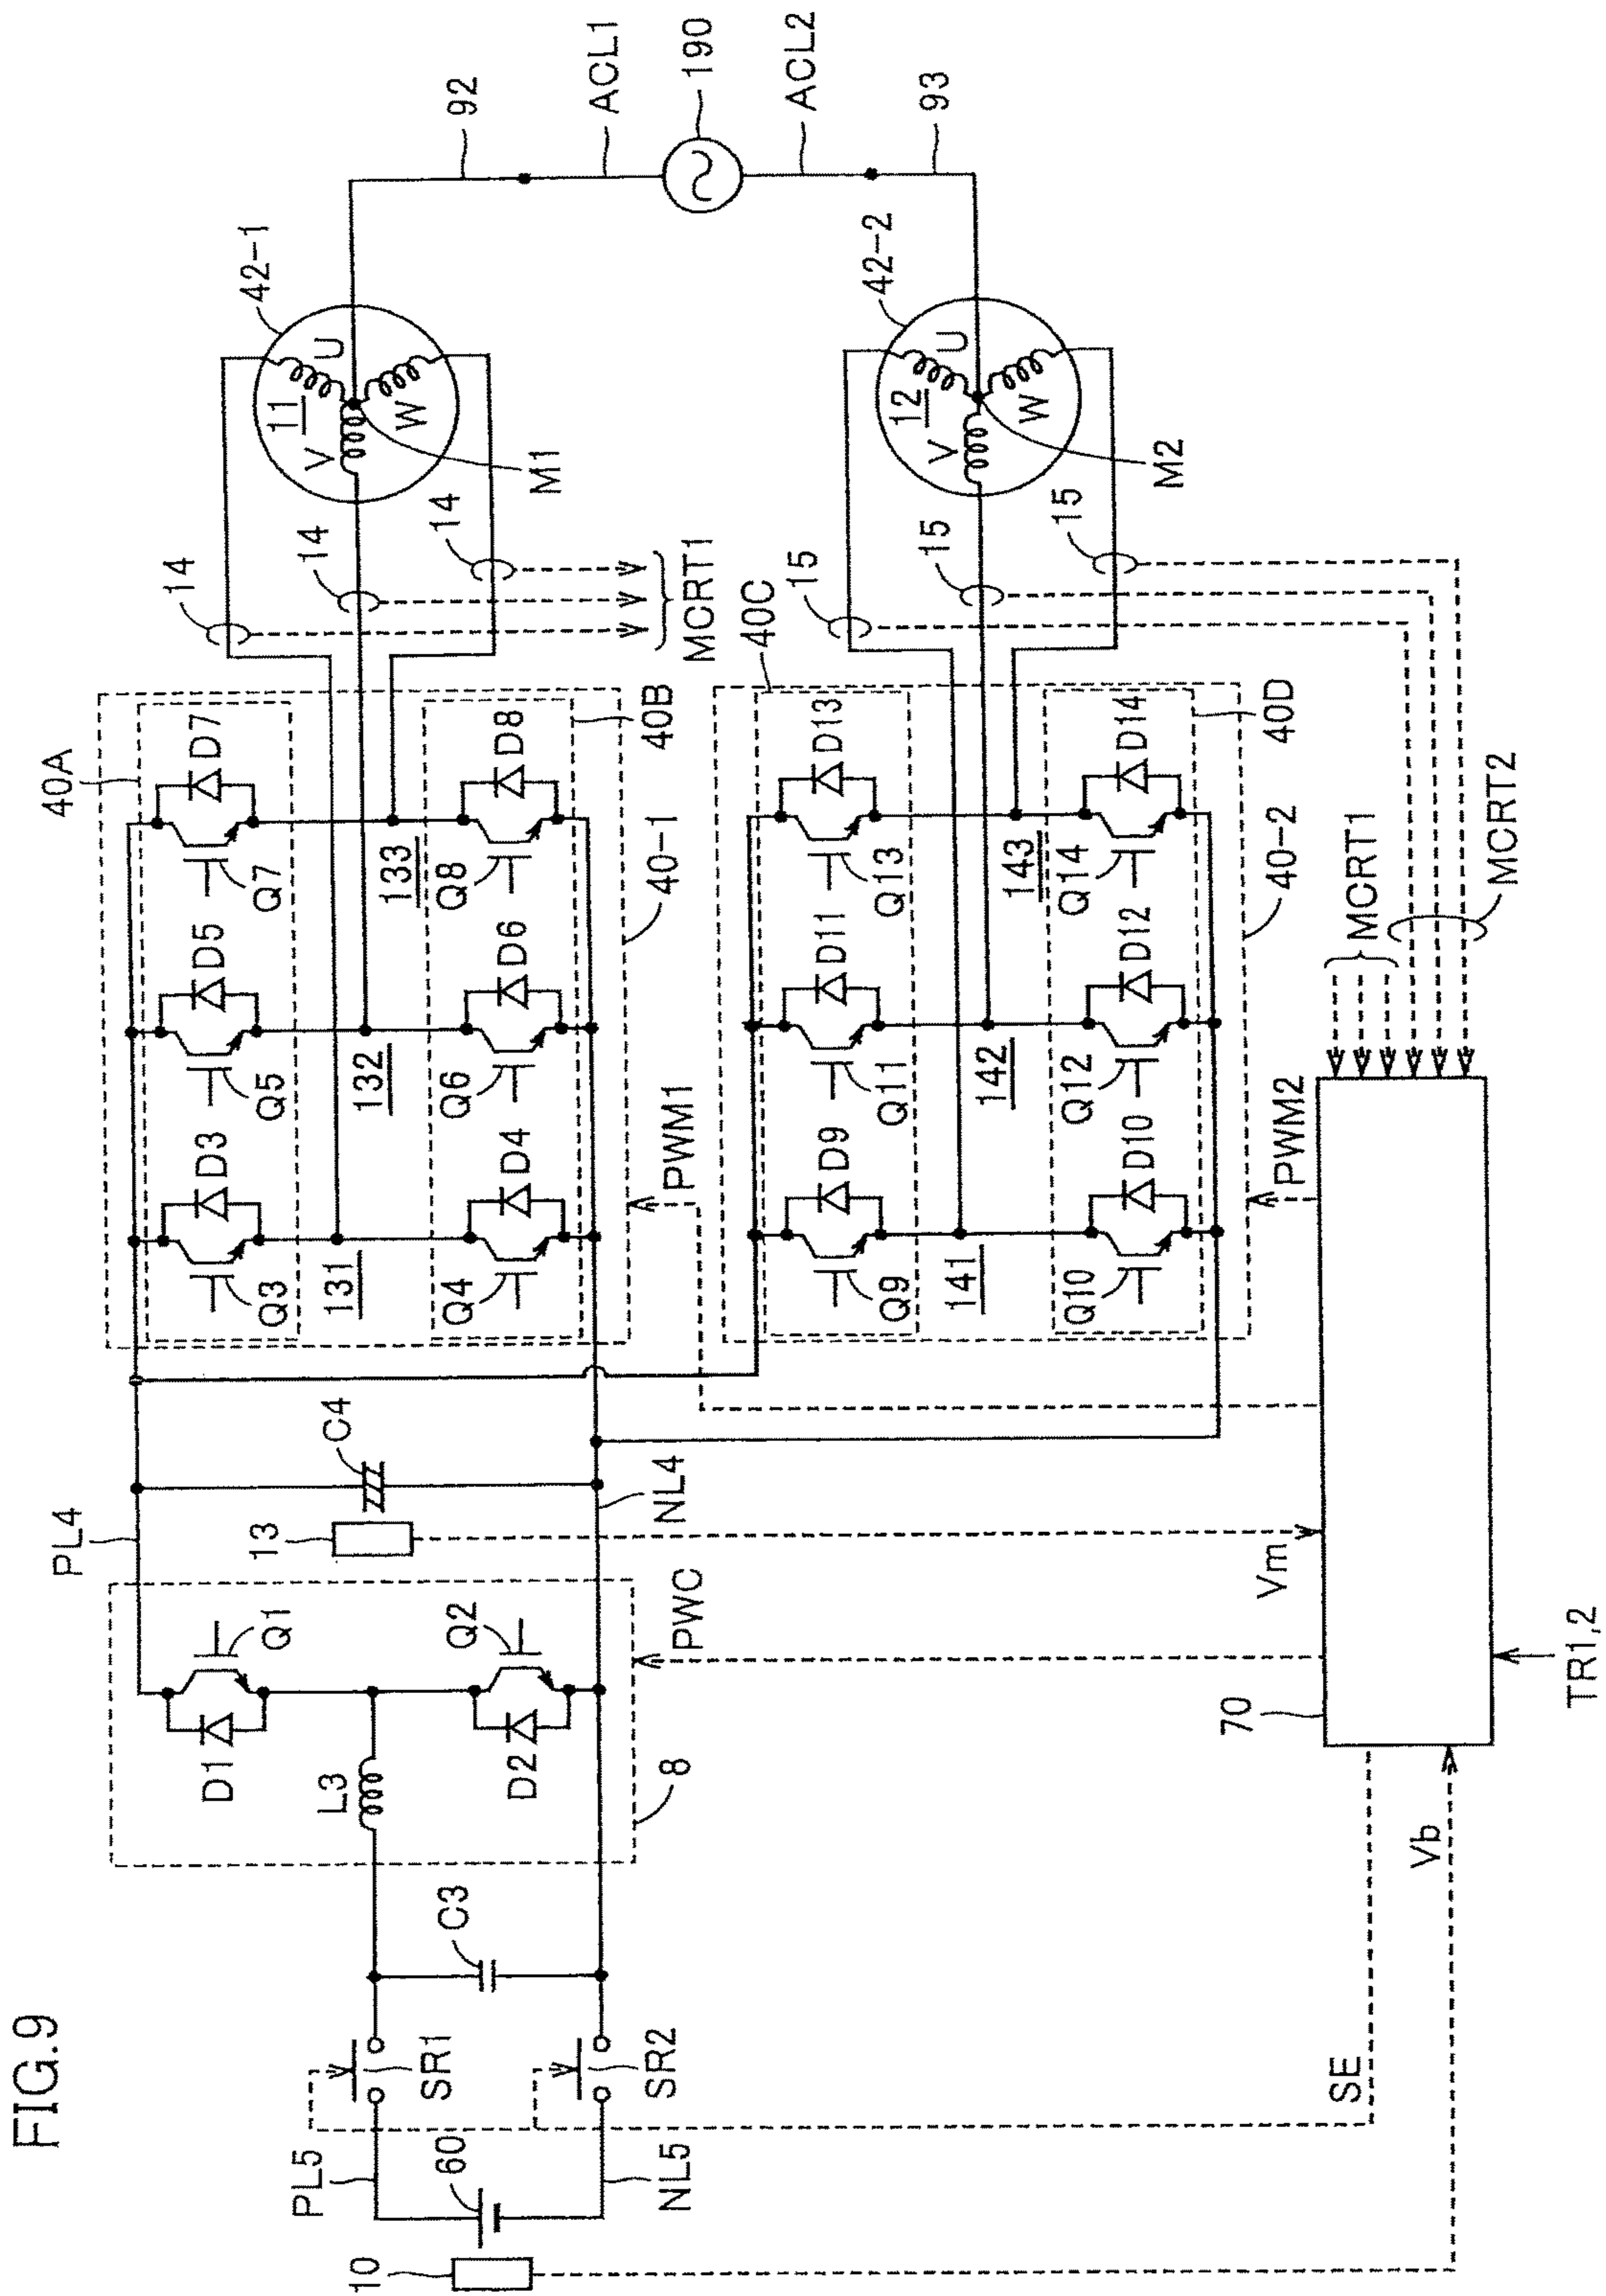 FIG.9
10
60
PL5
NL5
SR1
SR2
SE
Vb
C3
8
L3
D1
Q1
D2
Q2
PWC
70
TR1,2
Vm
PL4
13
C4
NL4
40A
Q3
D3
Q5
D5
Q7
D7
131
132
133
Q4
D4
Q6
D6
Q8
D8
40B
40-1
PWM1
40C
Q9
D9
Q11
D11
Q13
D13
141
142
143
Q10
D10
Q12
D12
Q14
D14
40D
40-2
PWM2
MCRT1
MCRT2
14
14
14
MCRT1
15
15
15
42-1
11
U
V
W
M1
42-2
12
U
V
W
M2
92
ACL1
190
ACL2
93